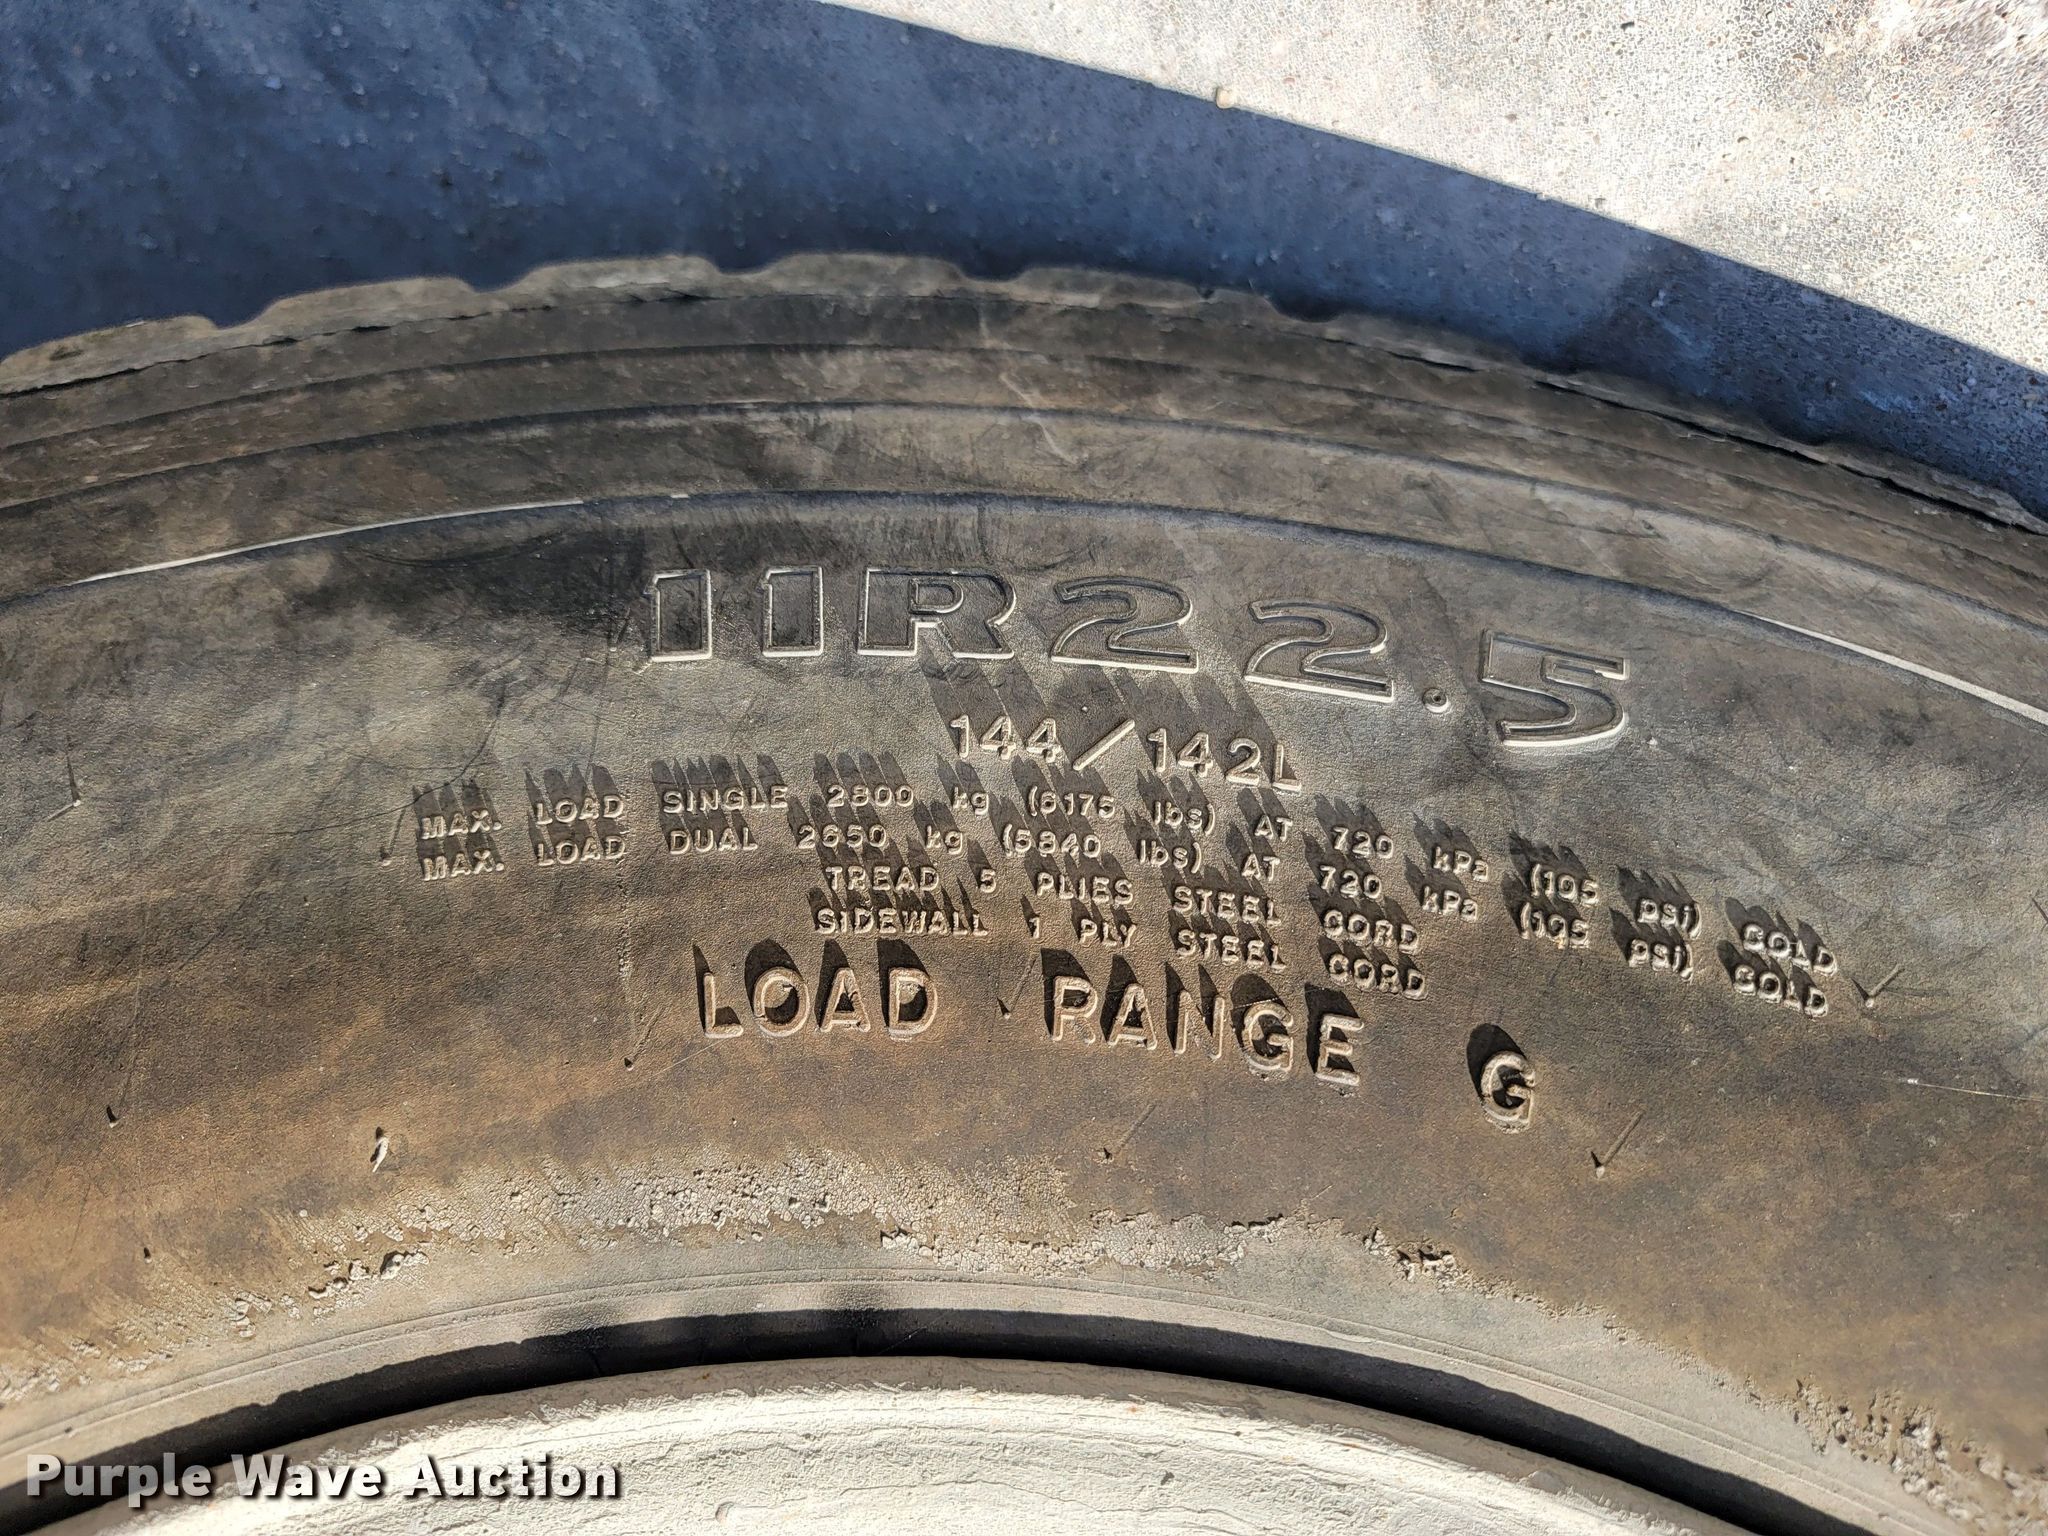 11R22.5
144/142L
MAX. LOAD SINGLE 2800 kg (6175 lbs) AT 720 kPa (105 psi) COLD
MAX. LOAD DUAL 2650 kg (5840 lbs) AT 720 kPa (105 psi) COLD
TREAD 5 PLIES STEEL CORD
SIDEWALL 1 PLY STEEL CORD
LOAD RANGE G
Purple Wave Auction